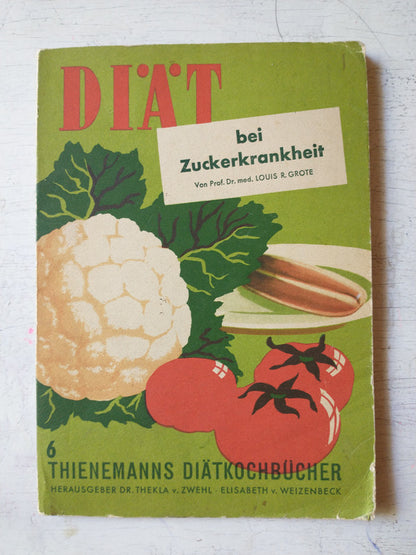 DIÄT
bei
Zuckerkrankheit
Von Prof. Dr. med. LOUIS R. GROTE
6
THIENEMANNS DIÄTKOCHBÜCHER
HERAUSGEBER DR. THEKLA v. ZWEHL · ELISABETH v. WEIZENBECK